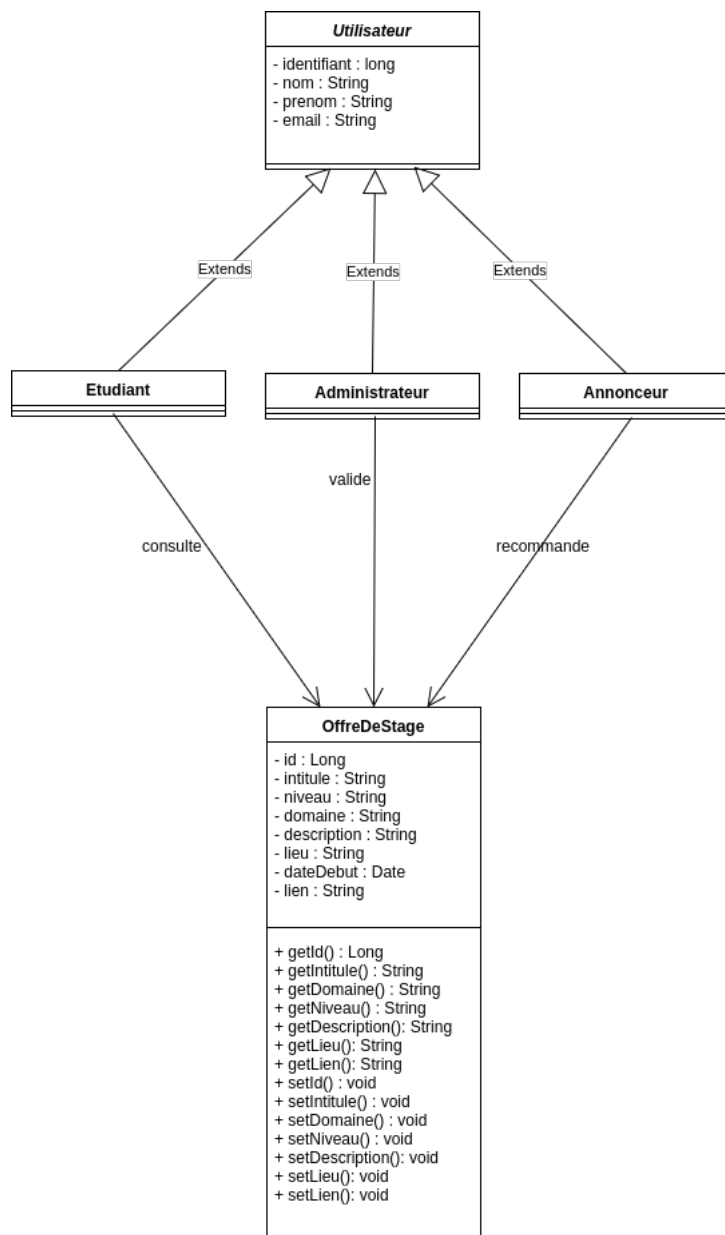 Utilisateur
- identifiant : long
- nom : String
- prenom : String
- email : String
Extends
Extends
Extends
Etudiant
Administrateur
Annonceur
valide
consulte
recommande
OffreDeStage
- id : Long
- intitule : String
- niveau : String
- domaine : String
- description : String
- lieu : String
- dateDebut : Date
- lien : String
+ getId() : Long
+ getIntitule() : String
+ getDomaine() : String
+ getNiveau() : String
+ getDescription(): String
+ getLieu(): String
+ getLien(): String
+ setId() : void
+ setIntitule() : void
+ setDomaine() : void
+ setNiveau() : void
+ setDescription(): void
+ setLieu(): void
+ setLien(): void